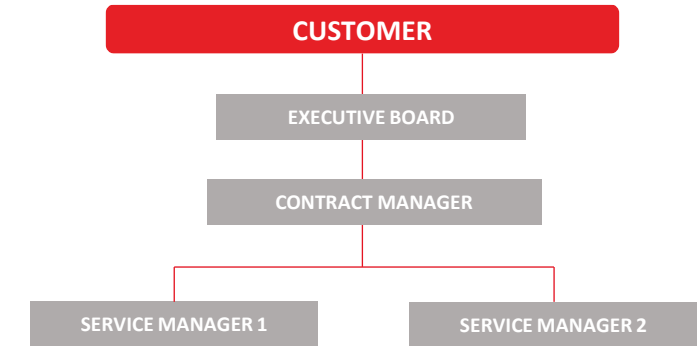 CUSTOMER
EXECUTIVE BOARD
CONTRACT MANAGER
SERVICE MANAGER 1
SERVICE MANAGER 2